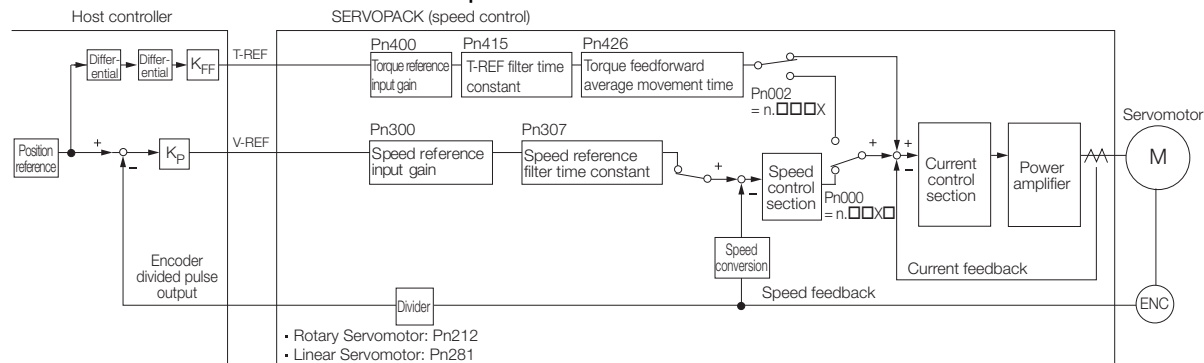 Host controller
SERVOPACK (speed control)
Differ-
ential
Differ-
ential
KFF
T-REF
Pn400
Torque reference
input gain
Pn415
T-REF filter time
constant
Pn426
Torque feedforward
average movement time
Pn002
= n.□□□X
Servomotor
Position
reference
+
-
KP
V-REF
Pn300
Speed reference
input gain
Pn307
Speed reference
filter time constant
+
-
Speed
control
section
Pn000
= n.□□X□
+
+
-
Current
control
section
Power
amplifier
M
Speed
conversion
Current feedback
Encoder
divided pulse
output
Divider
Speed feedback
ENC
• Rotary Servomotor: Pn212
• Linear Servomotor: Pn281